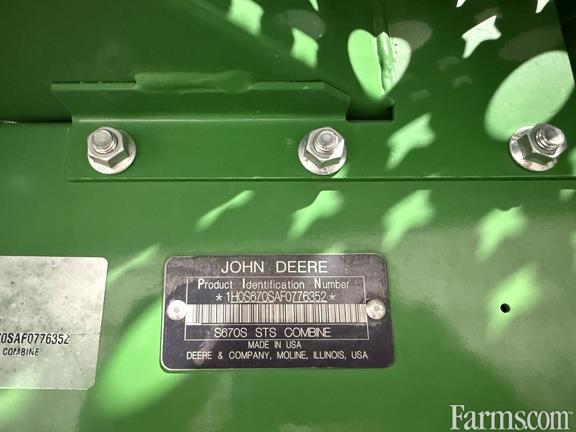 JOHN DEERE
Product Identification Number
*1H0S670SAF0776352*
S670S STS COMBINE
MADE IN USA
DEERE & COMPANY, MOLINE, ILLINOIS, USA
70SAF0776352
COMBINE
Farms.com